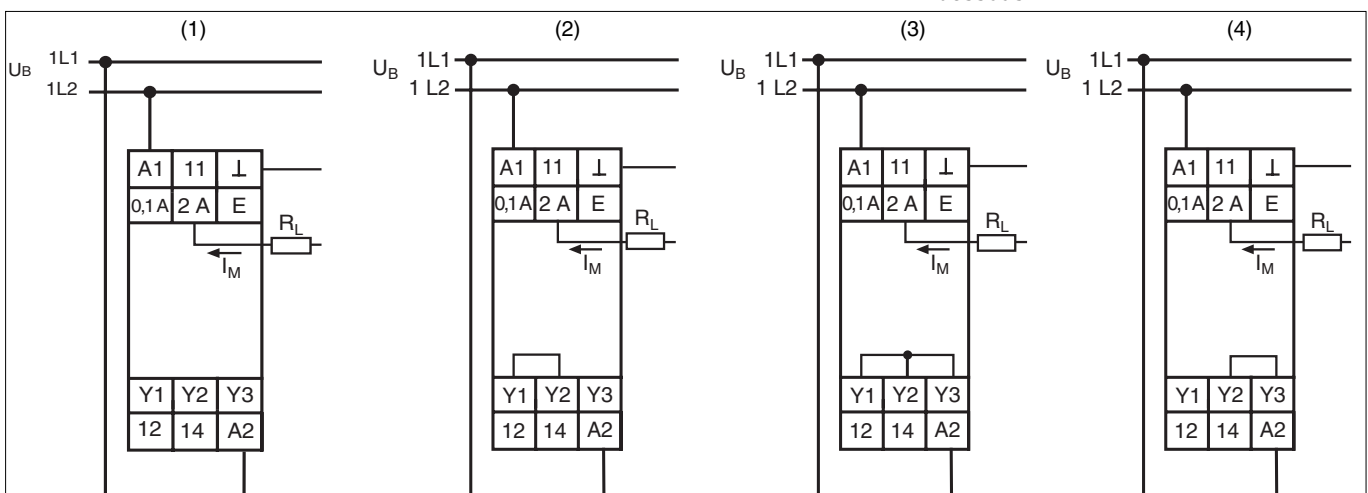 (1) (2) (3) (4)
1L1 1L1 1L1 1L1
UB UB UB UB
1L2 1 L2 1 L2 1 L2
A1 11 ⊥ A1 11 ⊥ A1 11 ⊥ A1 11 ⊥
0,1 A 2 A E 0,1 A 2 A E 0,1 A 2 A E 0,1 A 2 A E
RL RL RL RL
IM IM IM IM
Y1 Y2 Y3 Y1 Y2 Y3 Y1 Y2 Y3 Y1 Y2 Y3
12 14 A2 12 14 A2 12 14 A2 12 14 A2